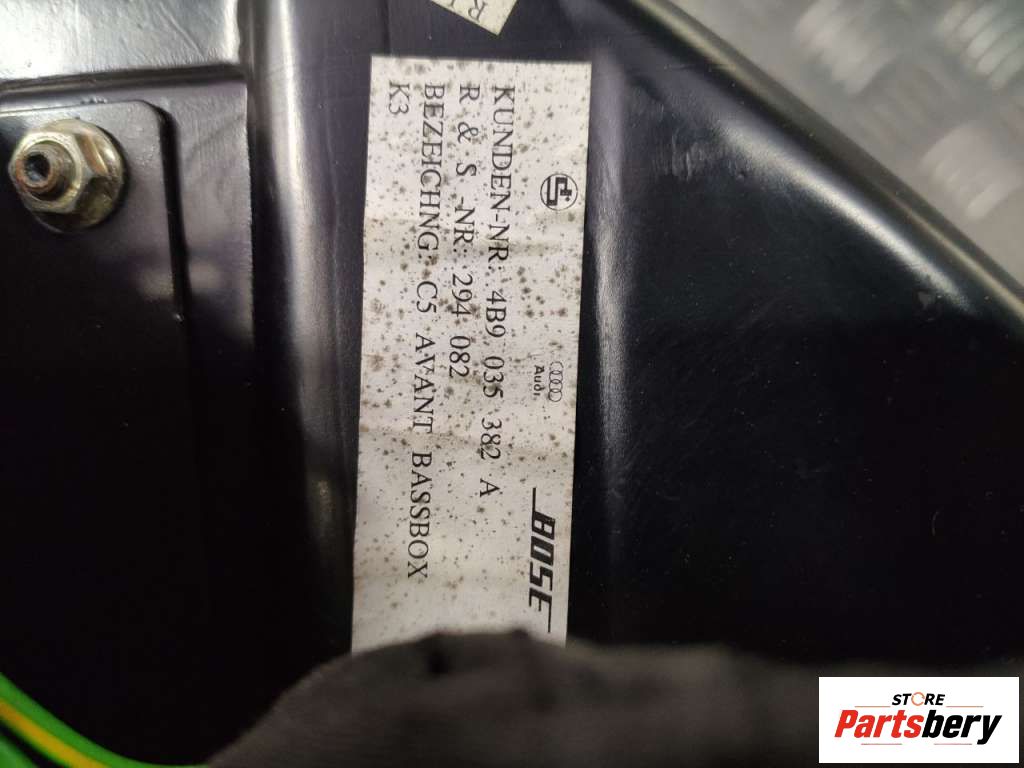 Audi
BOSE
KUNDEN-NR: 4B9 035 382 A
R & S -NR: 294 082
BEZEICHNG: C5 AVANT BASSBOX
K3
STORE
Partsbery